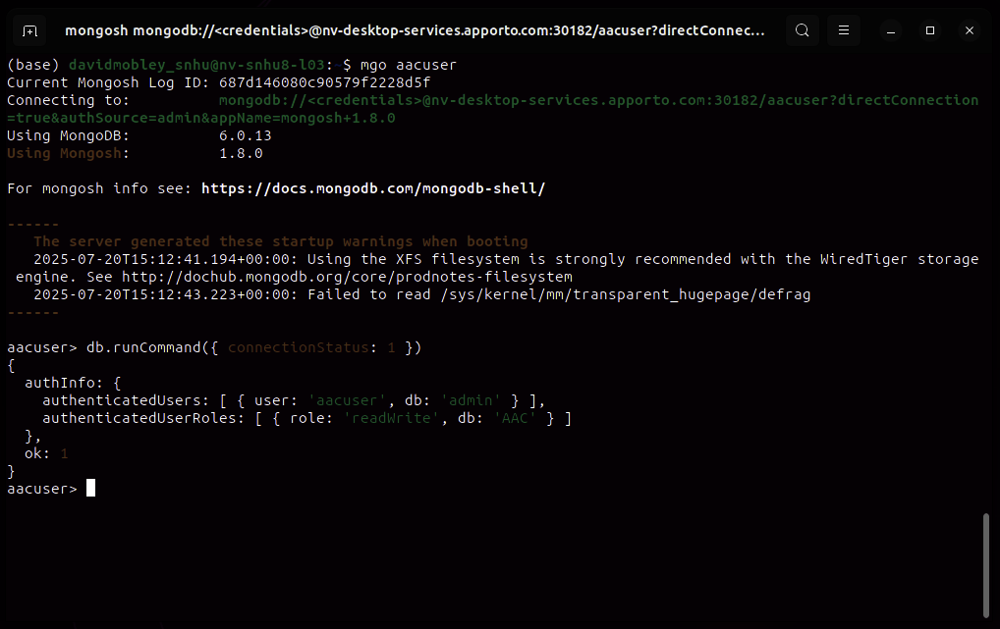 mongosh mongodb://<credentials>@nv-desktop-services.apporto.com:30182/aacuser?directConnec...
(base) davidmobley_snhu@nv-snhu8-l03:~$ mgo aacuser
Current Mongosh Log ID: 687d146080c90579f2228d5f
Connecting to:          mongodb://<credentials>@nv-desktop-services.apporto.com:30182/aacuser?directConnection
=true&authSource=admin&appName=mongosh+1.8.0
Using MongoDB:          6.0.13
Using Mongosh:          1.8.0
For mongosh info see: https://docs.mongodb.com/mongodb-shell/
------
   The server generated these startup warnings when booting
   2025-07-20T15:12:41.194+00:00: Using the XFS filesystem is strongly recommended with the WiredTiger storage
 engine. See http://dochub.mongodb.org/core/prodnotes-filesystem
   2025-07-20T15:12:43.223+00:00: Failed to read /sys/kernel/mm/transparent_hugepage/defrag
------
aacuser> db.runCommand({ connectionStatus: 1 })
{
  authInfo: {
    authenticatedUsers: [ { user: 'aacuser', db: 'admin' } ],
    authenticatedUserRoles: [ { role: 'readWrite', db: 'AAC' } ]
  },
  ok: 1
}
aacuser>